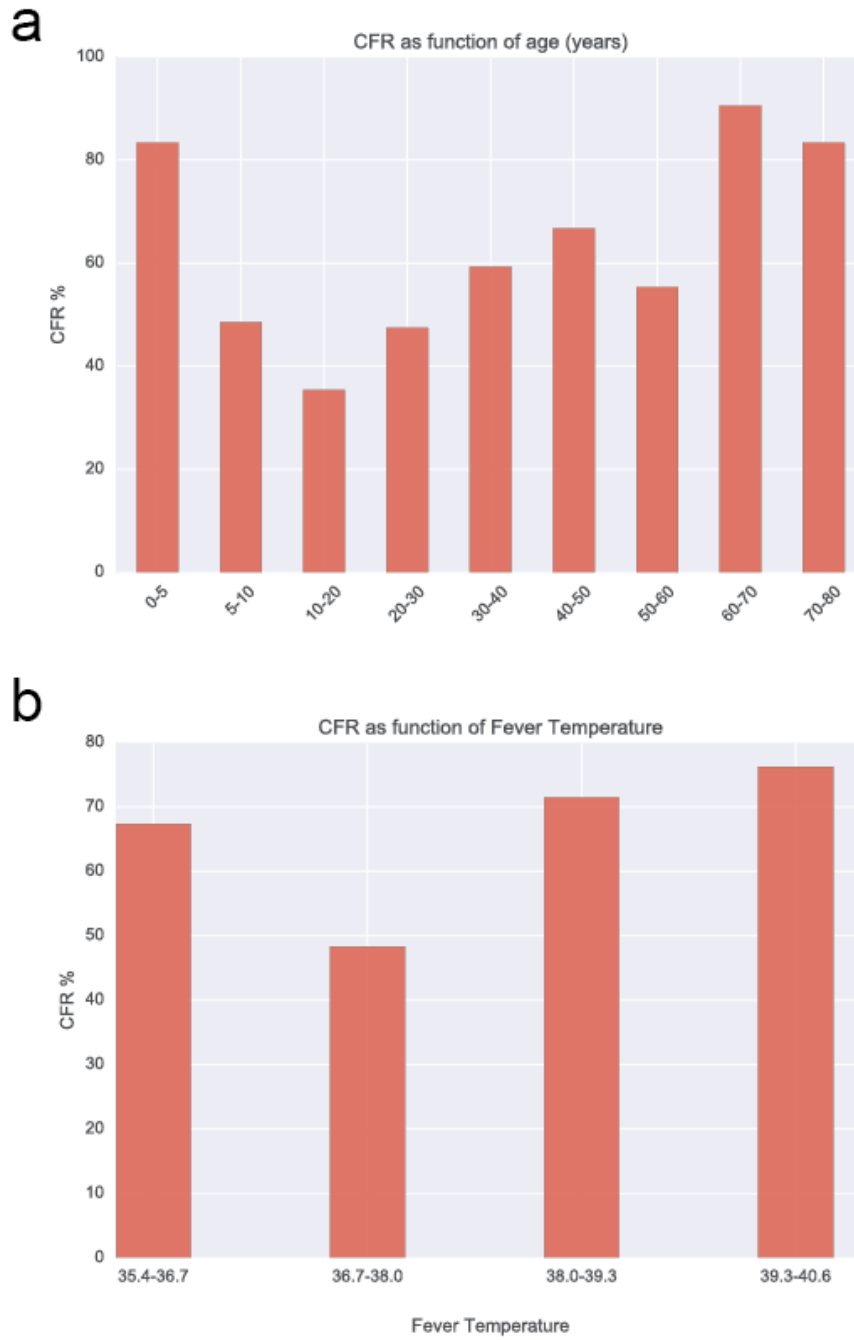 a
CFR as function of age (years)
100
80
60
40
20
0
CFR %
0-5 5-10 10-20 20-30 30-40 40-50 50-60 60-70 70-80
b
CFR as function of Fever Temperature
80
70
60
50
40
30
20
10
0
CFR %
35.4-36.7 36.7-38.0 38.0-39.3 39.3-40.6
Fever Temperature